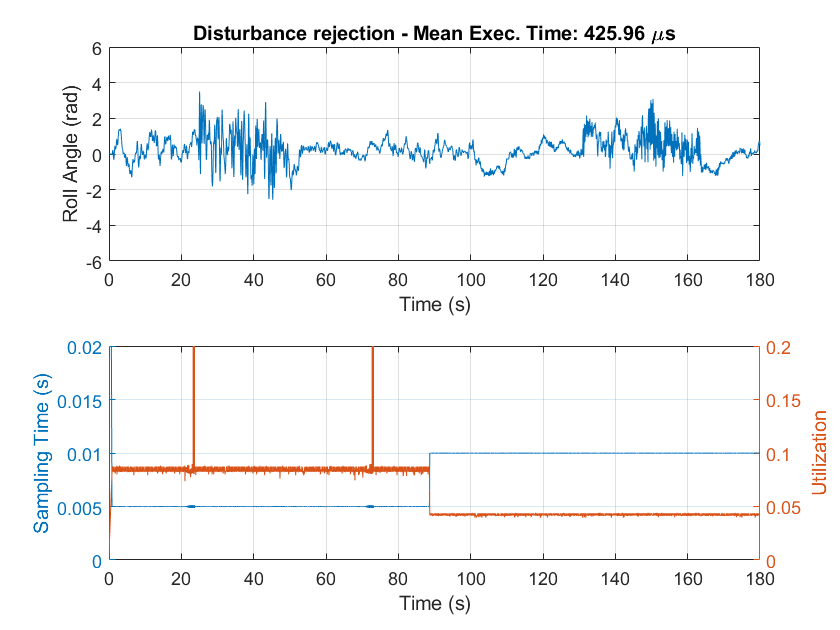 Disturbance rejection - Mean Exec. Time: 425.96 μs
6
4
2
0
-2
-4
-6
Roll Angle (rad)
0 20 40 60 80 100 120 140 160 180
Time (s)
0.02
0.015
0.01
0.005
0
Sampling Time (s)
0.2
0.15
0.1
0.05
0
Utilization
0 20 40 60 80 100 120 140 160 180
Time (s)